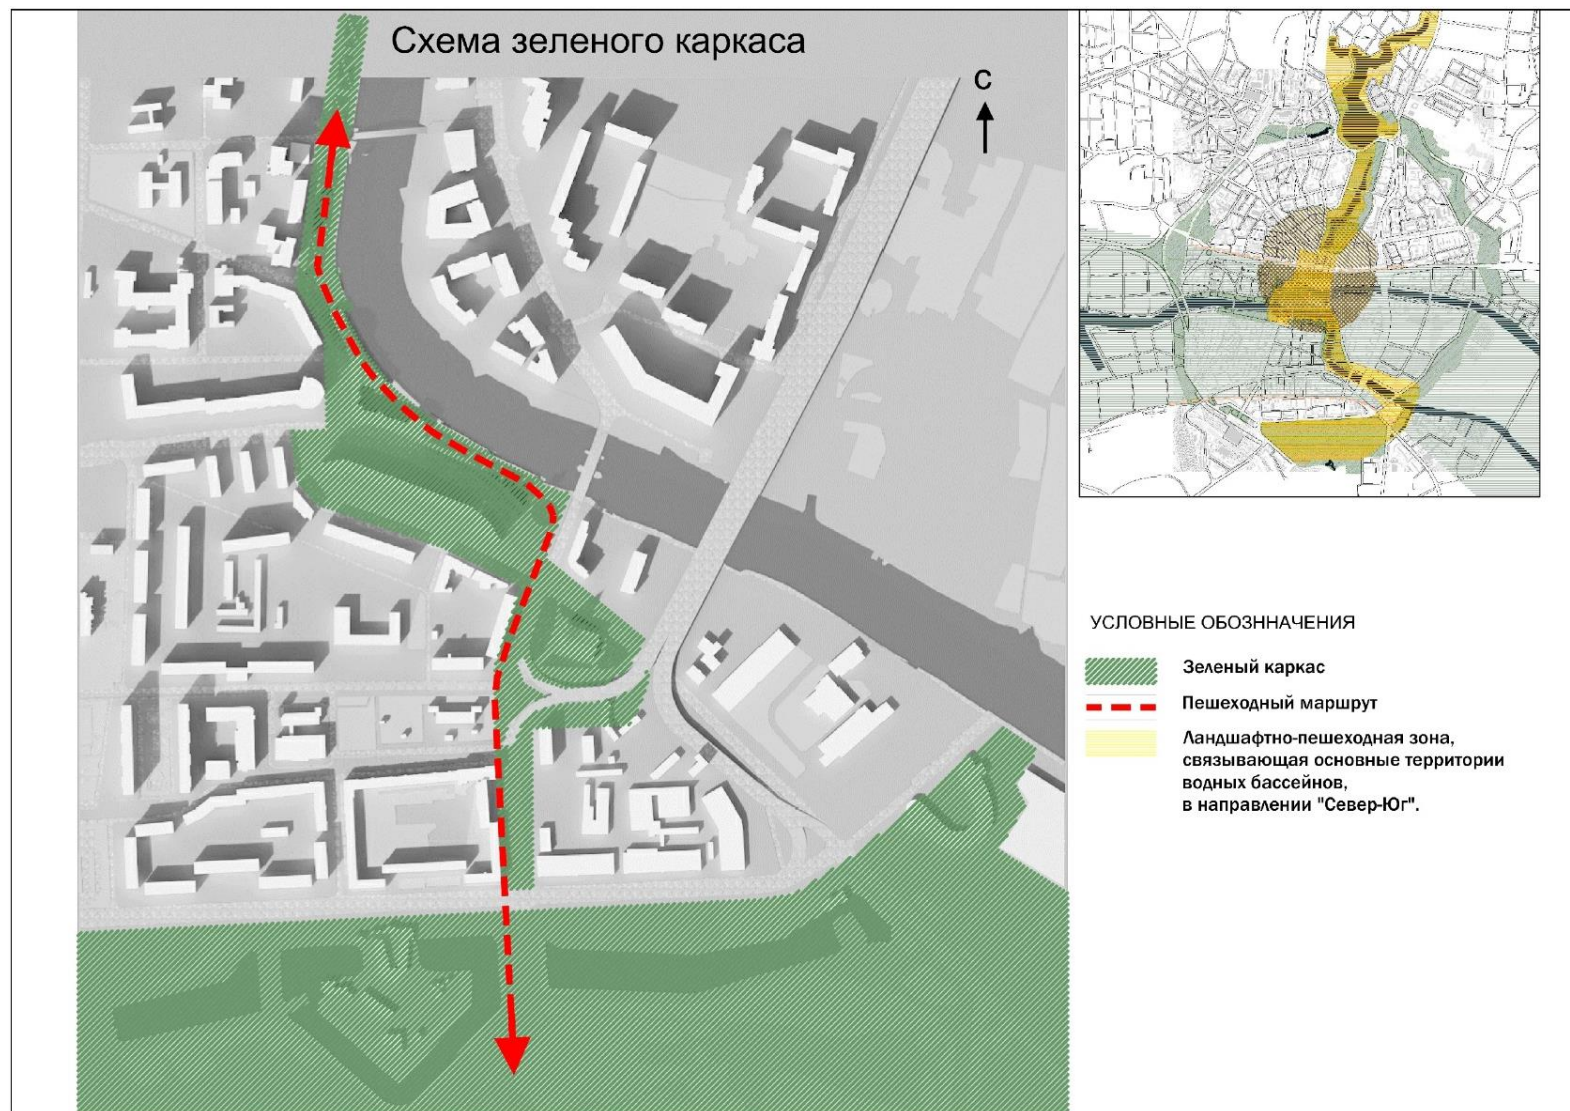 Схема зеленого каркаса
С
УСЛОВНЫЕ ОБОЗННАЧЕНИЯ
Зеленый каркас
Пешеходный маршрут
Ландшафтно-пешеходная зона,
связывающая основные территории
водных бассейнов,
в направлении "Север-Юг".